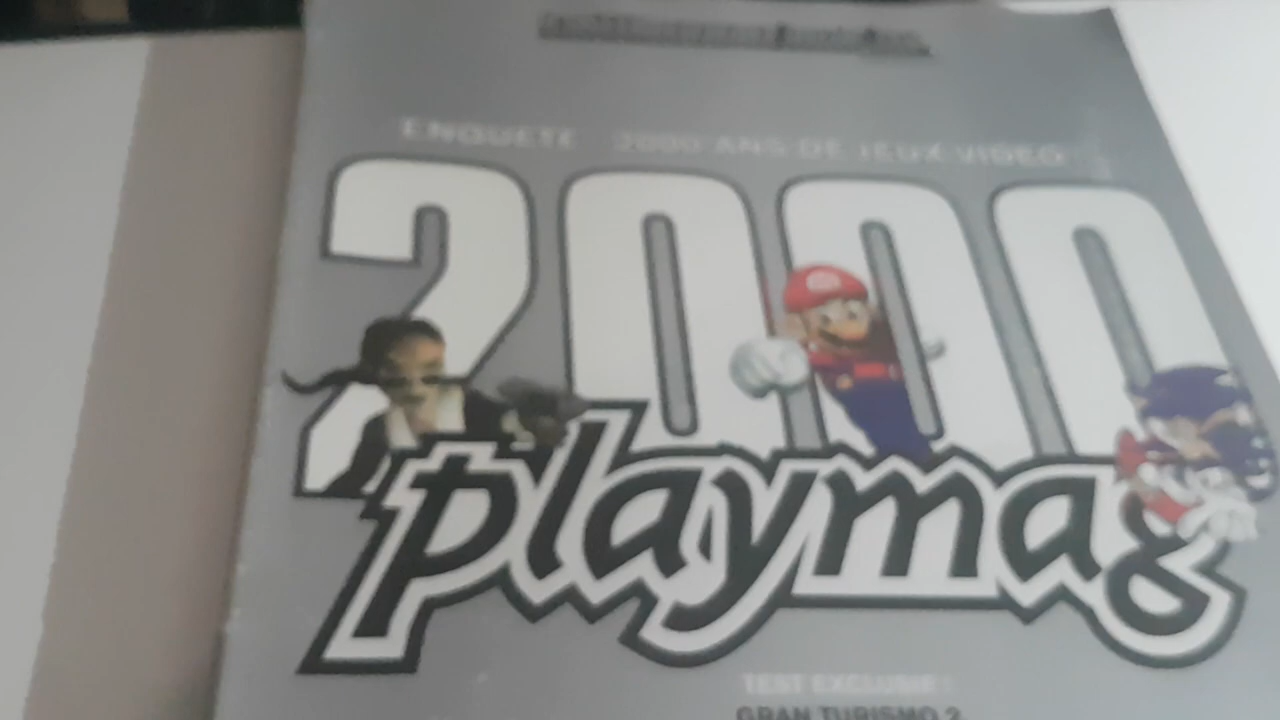 ENQUETE 2000 ANS DE JEUX VIDEO
2000
playmag
TEST EXCLUSIF :
GRAN TURISMO 2,